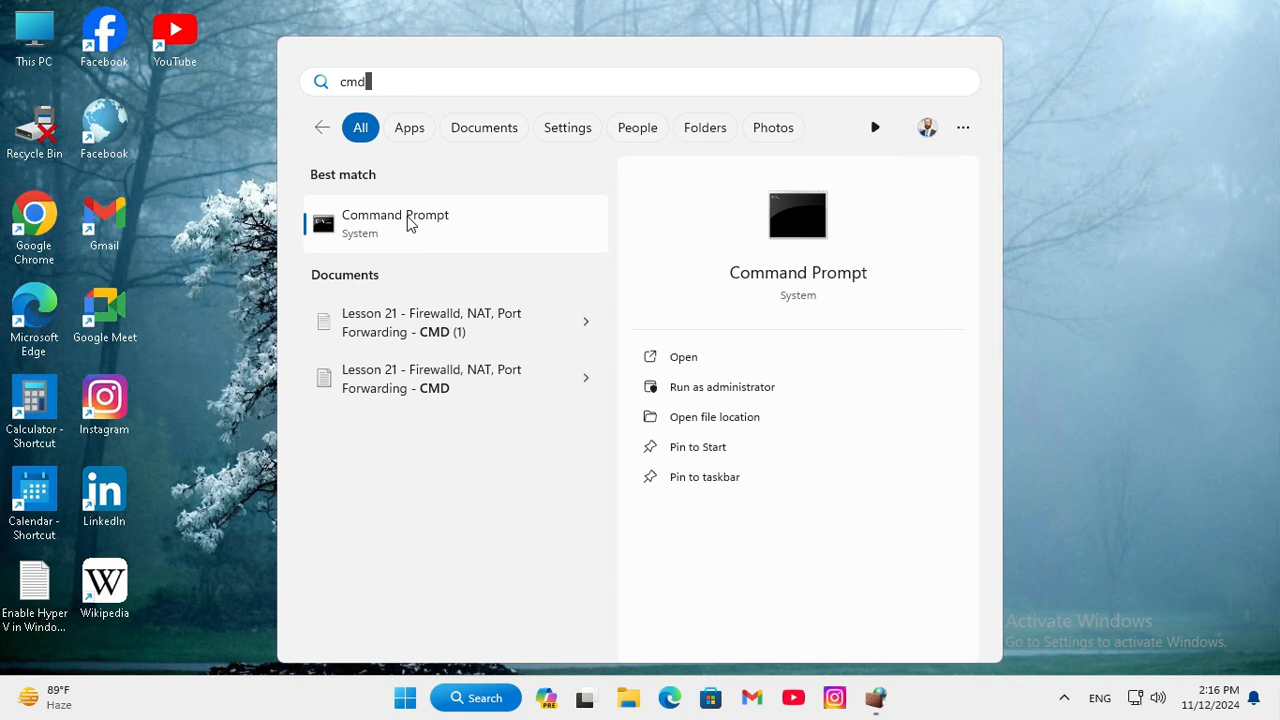 This PC
Facebook
YouTube
Recycle Bin
Facebook
Google
Chrome
Gmail
Microsoft
Edge
Google Meet
Calculator -
Shortcut
Instagram
Calendar -
Shortcut
LinkedIn
Enable Hyper
V in Windo...
W
Wikipedia
cmd
All
Apps
Documents
Settings
People
Folders
Photos
Best match
Command Prompt
System
Documents
Lesson 21 - Firewalld, NAT, Port
Forwarding - CMD (1)
Lesson 21 - Firewalld, NAT, Port
Forwarding - CMD
Command Prompt
System
Open
Run as administrator
Open file location
Pin to Start
Pin to taskbar
Activate Windows
Go to Settings to activate Windows.
89°F
Haze
Search
PRE
ENG
2:16 PM
11/12/2024